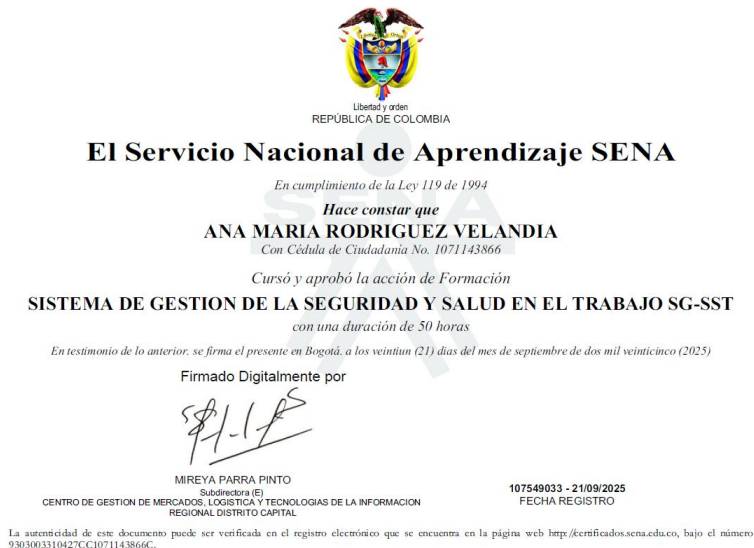 Libertad y orden
REPÚBLICA DE COLOMBIA
El Servicio Nacional de Aprendizaje SENA
En cumplimiento de la Ley 119 de 1994
SENA
Hace constar que
ANA MARIA RODRIGUEZ VELANDIA
Con Cédula de Ciudadanía No. 1071143866
Cursó y aprobó la acción de Formación
SISTEMA DE GESTION DE LA SEGURIDAD Y SALUD EN EL TRABAJO SG-SST
con una duración de 50 horas
En testimonio de lo anterior. se firma el presente en Bogotá. a los veintiun (21) dias del mes de septiembre de dos mil veinticinco (2025)
Firmado Digitalmente por
MIREYA PARRA PINTO
Subdirectora (E)
CENTRO DE GESTION DE MERCADOS, LOGISTICA Y TECNOLOGIAS DE LA INFORMACION
REGIONAL DISTRITO CAPITAL
107549033 - 21/09/2025
FECHA REGISTRO
La autenticidad de este documento puede ser verificada en el registro electrónico que se encuentra en la página web http://certificados.sena.edu.co, bajo el número
9303003310427CC1071143866C.